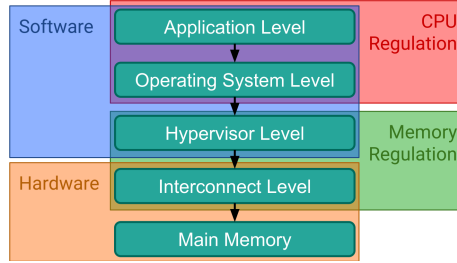 Software
Application Level
CPU
Regulation
Operating System Level
Hypervisor Level
Memory
Regulation
Hardware
Interconnect Level
Main Memory